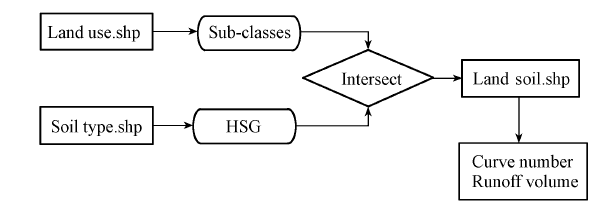 Land use.shp
Sub-classes
Intersect
Land soil.shp
Soil type.shp
HSG
Curve number
Runoff volume